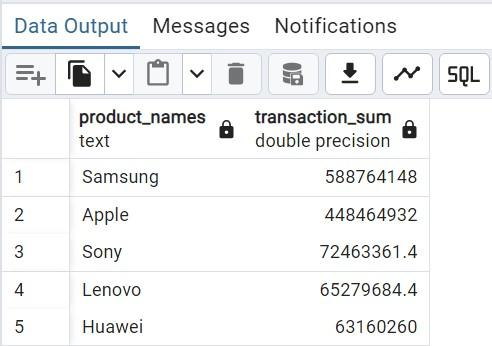 Data Output Messages Notifications
SQL
product_names transaction_sum
text double precision
1 Samsung 588764148
2 Apple 448464932
3 Sony 72463361.4
4 Lenovo 65279684.4
5 Huawei 63160260